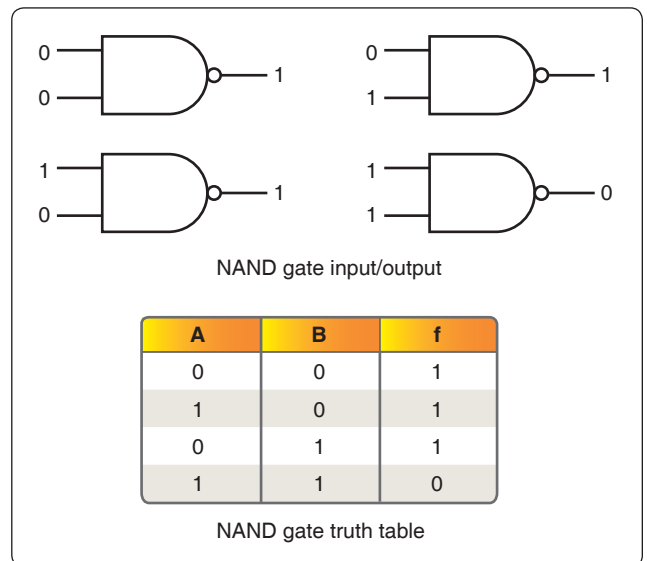 0 1
0
0 1
1
1 1
0
1 0
1
NAND gate input/output
A B f
0 0 1
1 0 1
0 1 1
1 1 0
NAND gate truth table